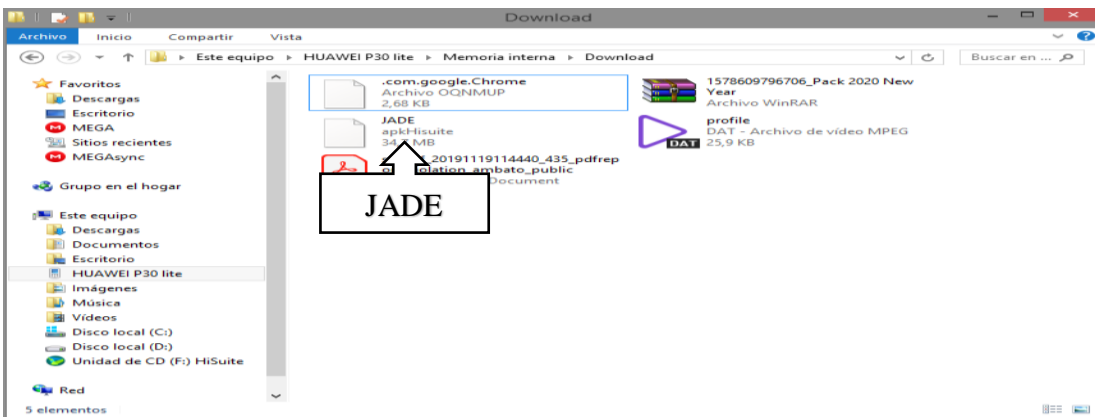 Download
Archivo Inicio Compartir Vista
Este equipo HUAWEI P30 lite Memoria interna Download Buscar en ...
Favoritos
Descargas
Escritorio
MEGA
Sitios recientes
MEGAsync
Grupo en el hogar
Este equipo
Descargas
Documentos
Escritorio
HUAWEI P30 lite
Imágenes
Música
Vídeos
Disco local (C:)
Disco local (D:)
Unidad de CD (F:) HiSuite
Red
.com.google.Chrome
Archivo OQNMUP
2,68 KB
1578609796706_Pack 2020 New
Year
Archivo WinRAR
JADE
apkHisuite
MB
profile
DAT - Archivo de vídeo MPEG
DAT 25,9 KB
_20191119114440_435_pdfrep
olation_ambato_public
Document
JADE
5 elementos